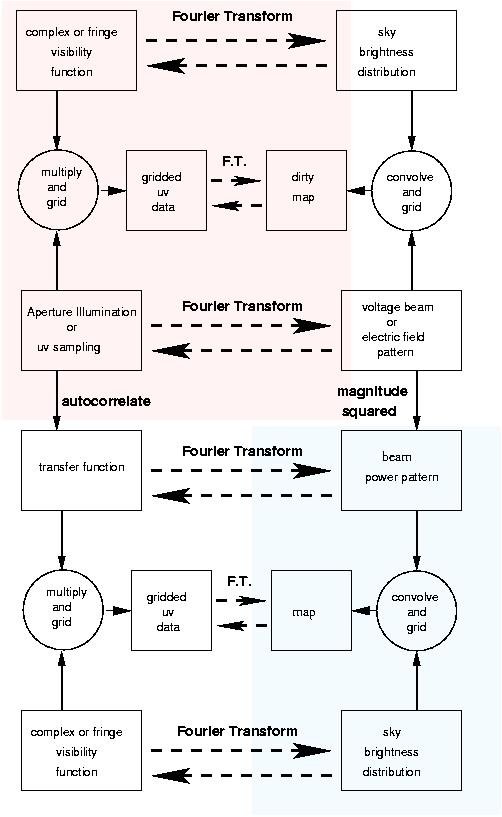 Fourier Transform
complex or fringe
visibility
function
sky
brightness
distribution
multiply
and
grid
gridded
uv
data
F.T.
dirty
map
convolve
and
grid
Aperture Illumination
or
uv sampling
Fourier Transform
voltage beam
or
electric field
pattern
autocorrelate
magnitude
squared
transfer function
Fourier Transform
beam
power pattern
multiply
and
grid
gridded
uv
data
F.T.
map
convolve
and
grid
complex or fringe
visibility
function
Fourier Transform
sky
brightness
distribution